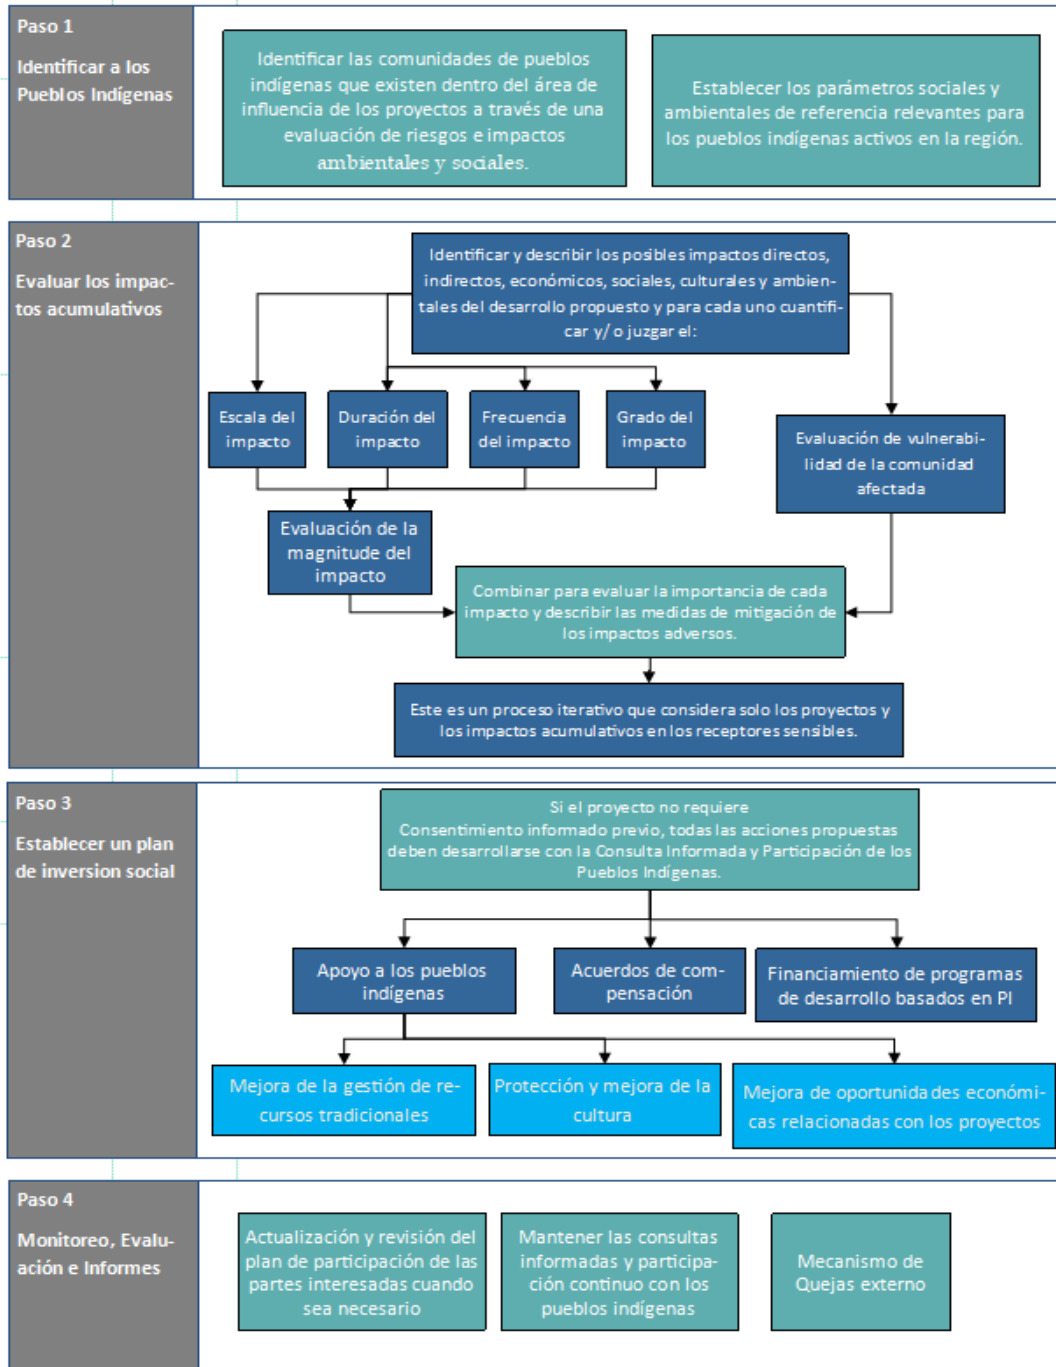 Paso 1
Identificar a los
Pueblos Indígenas
Identificar las comunidades de pueblos
indígenas que existen dentro del área de
influencia de los proyectos a través de una
evaluación de riesgos e impactos
ambientales y sociales.
Establecer los parámetros sociales y
ambientales de referencia relevantes para
los pueblos indígenas activos en la región.
Paso 2
Evaluar los impac-
tos acumulativos
Identificar y describir los posibles impactos directos,
indirectos, económicos, sociales, culturales y ambien-
tales del desarrollo propuesto y para cada uno cuantifi-
car y/ o juzgar el:
Escala del
impacto
Duración del
impacto
Frecuencia
del impacto
Grado del
impacto
Evaluación de vulnerabi-
lidad de la comunidad
afectada
Evaluación de la
magnitude del
impacto
Combinar para evaluar la importancia de cada
impacto y describir las medidas de mitigación de
los impactos adversos.
Este es un proceso iterativo que considera solo los proyectos y
los impactos acumulativos en los receptores sensibles.
Paso 3
Establecer un plan
de inversion social
Si el proyecto no requiere
Consentimiento informado previo, todas las acciones propuestas
deben desarrollarse con la Consulta Informada y Participación de los
Pueblos Indígenas.
Apoyo a los pueblos
indígenas
Acuerdos de com-
pensación
Financiamiento de programas
de desarrollo basados en PI
Mejora de la gestión de re-
cursos tradicionales
Protección y mejora de la
cultura
Mejora de oportunidades económi-
cas relacionadas con los proyectos
Paso 4
Monitoreo, Evalu-
ación e Informes
Actualización y revisión del
plan de participación de las
partes interesadas cuando
sea necesario
Mantener las consultas
informadas y participa-
ción continuo con los
pueblos indígenas
Mecanismo de
Quejas externo